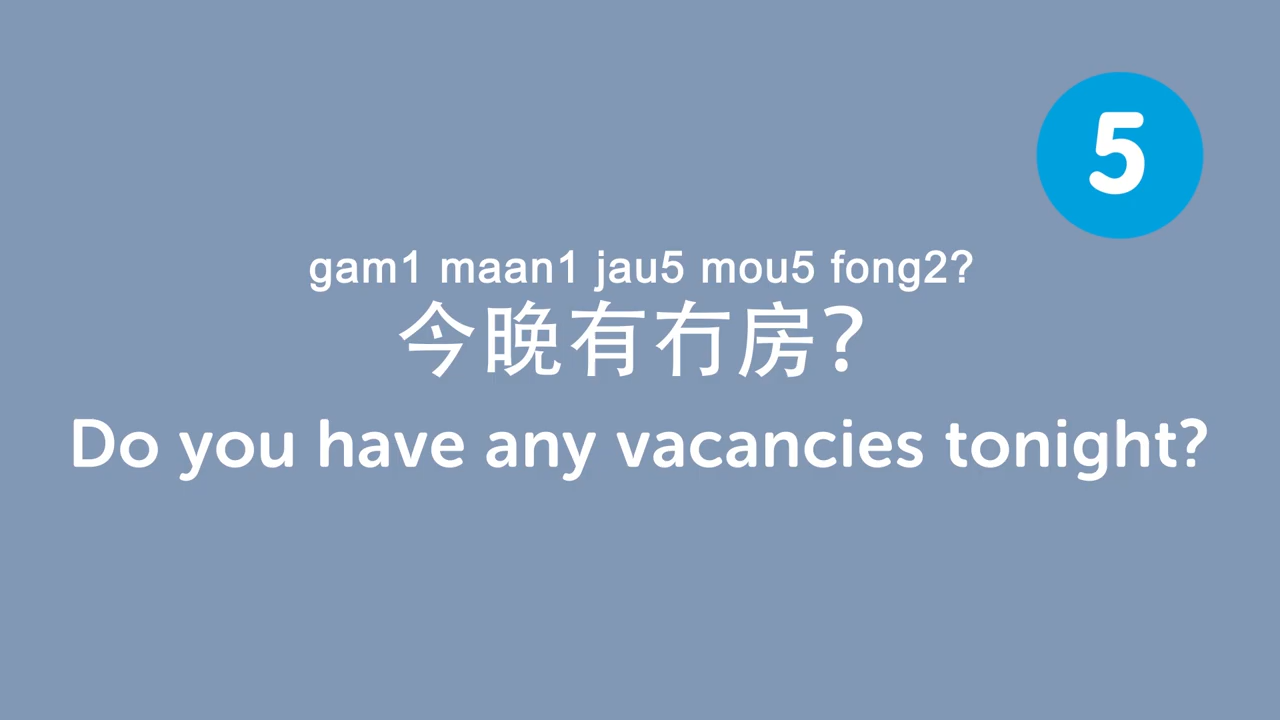 5
gam1 maan1 jau5 mou5 fong2?
今晚有冇房?
Do you have any vacancies tonight?